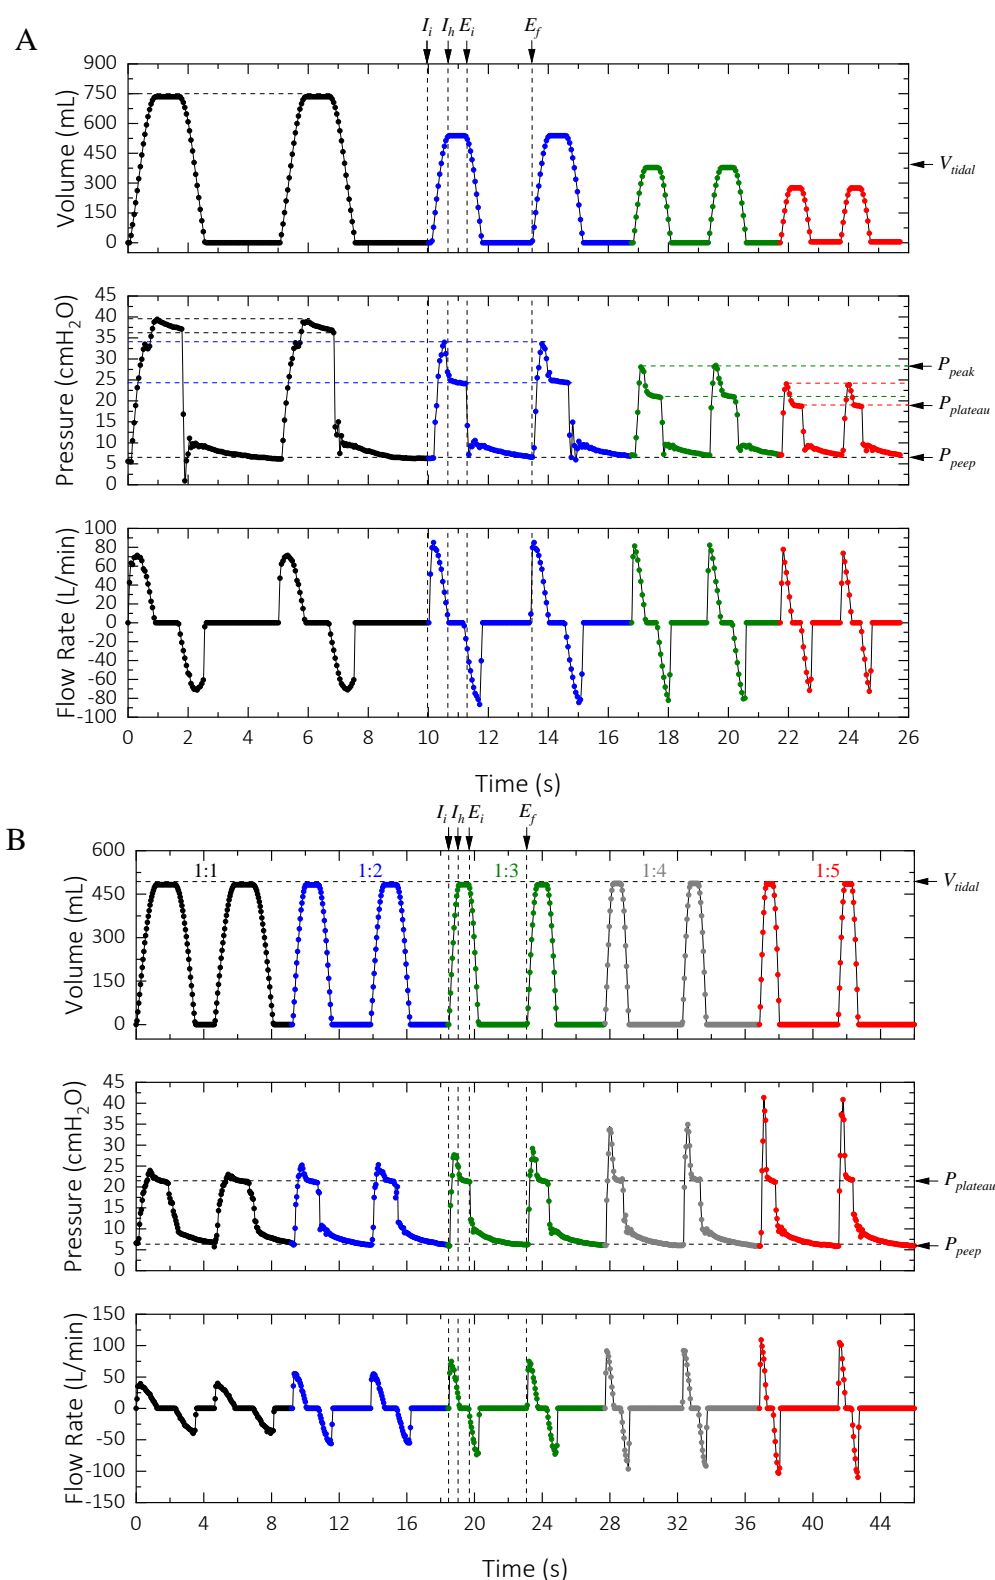 A
I_i I_h E_i E_f
900
750
600
450
300
150
0
Volume (mL)
V_tidal
45
40
35
30
25
20
15
10
5
0
Pressure (cmH₂O)
P_peak
P_plateau
P_peep
100
80
60
40
20
0
-20
-40
-60
-80
-100
Flow Rate (L/min)
0 2 4 6 8 10 12 14 16 18 20 22 24 26
Time (s)
B
I_i I_h E_i E_f
600
450
300
150
0
Volume (mL)
1:1 1:2 1:3 1:4 1:5
V_tidal
45
40
35
30
25
20
15
10
5
0
Pressure (cmH₂O)
P_plateau
P_peep
150
100
50
0
-50
-100
-150
Flow Rate (L/min)
0 4 8 12 16 20 24 28 32 36 40 44
Time (s)